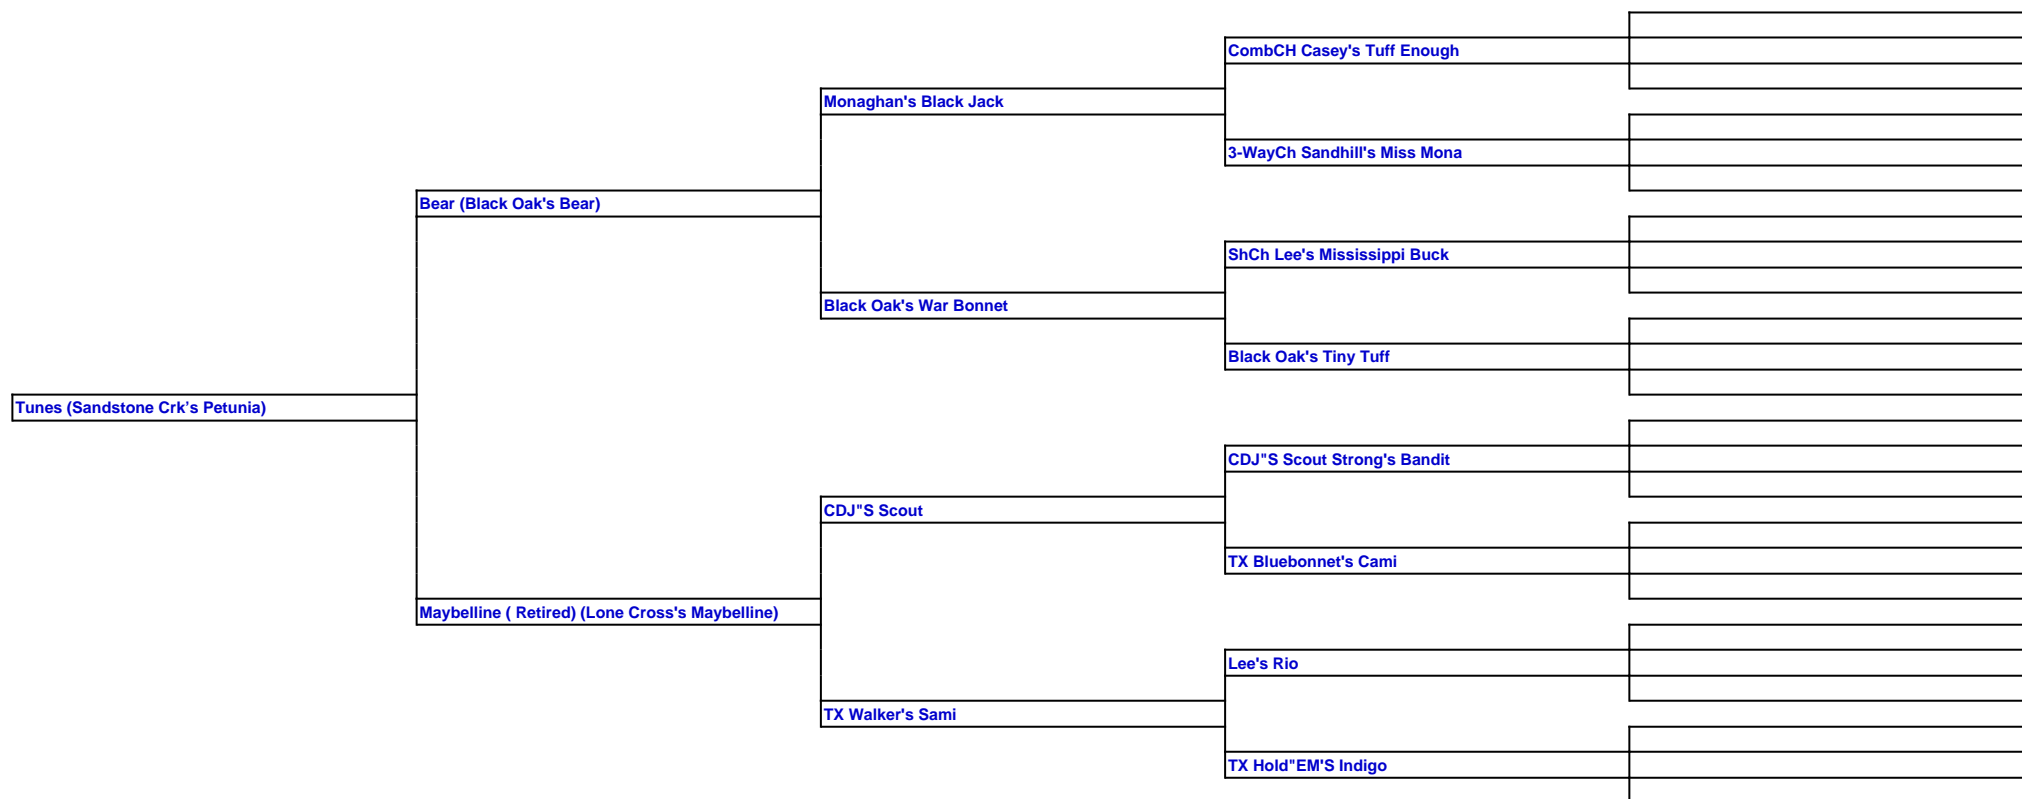 CombCH Casey's Tuff Enough
Monaghan's Black Jack
3-WayCh Sandhill's Miss Mona
Bear (Black Oak's Bear)
ShCh Lee's Mississippi Buck
Black Oak's War Bonnet
Black Oak's Tiny Tuff
Tunes (Sandstone Crk’s Petunia)
CDJ"S Scout Strong's Bandit
CDJ"S Scout
TX Bluebonnet's Cami
Maybelline ( Retired) (Lone Cross's Maybelline)
Lee's Rio
TX Walker's Sami
TX Hold"EM'S Indigo